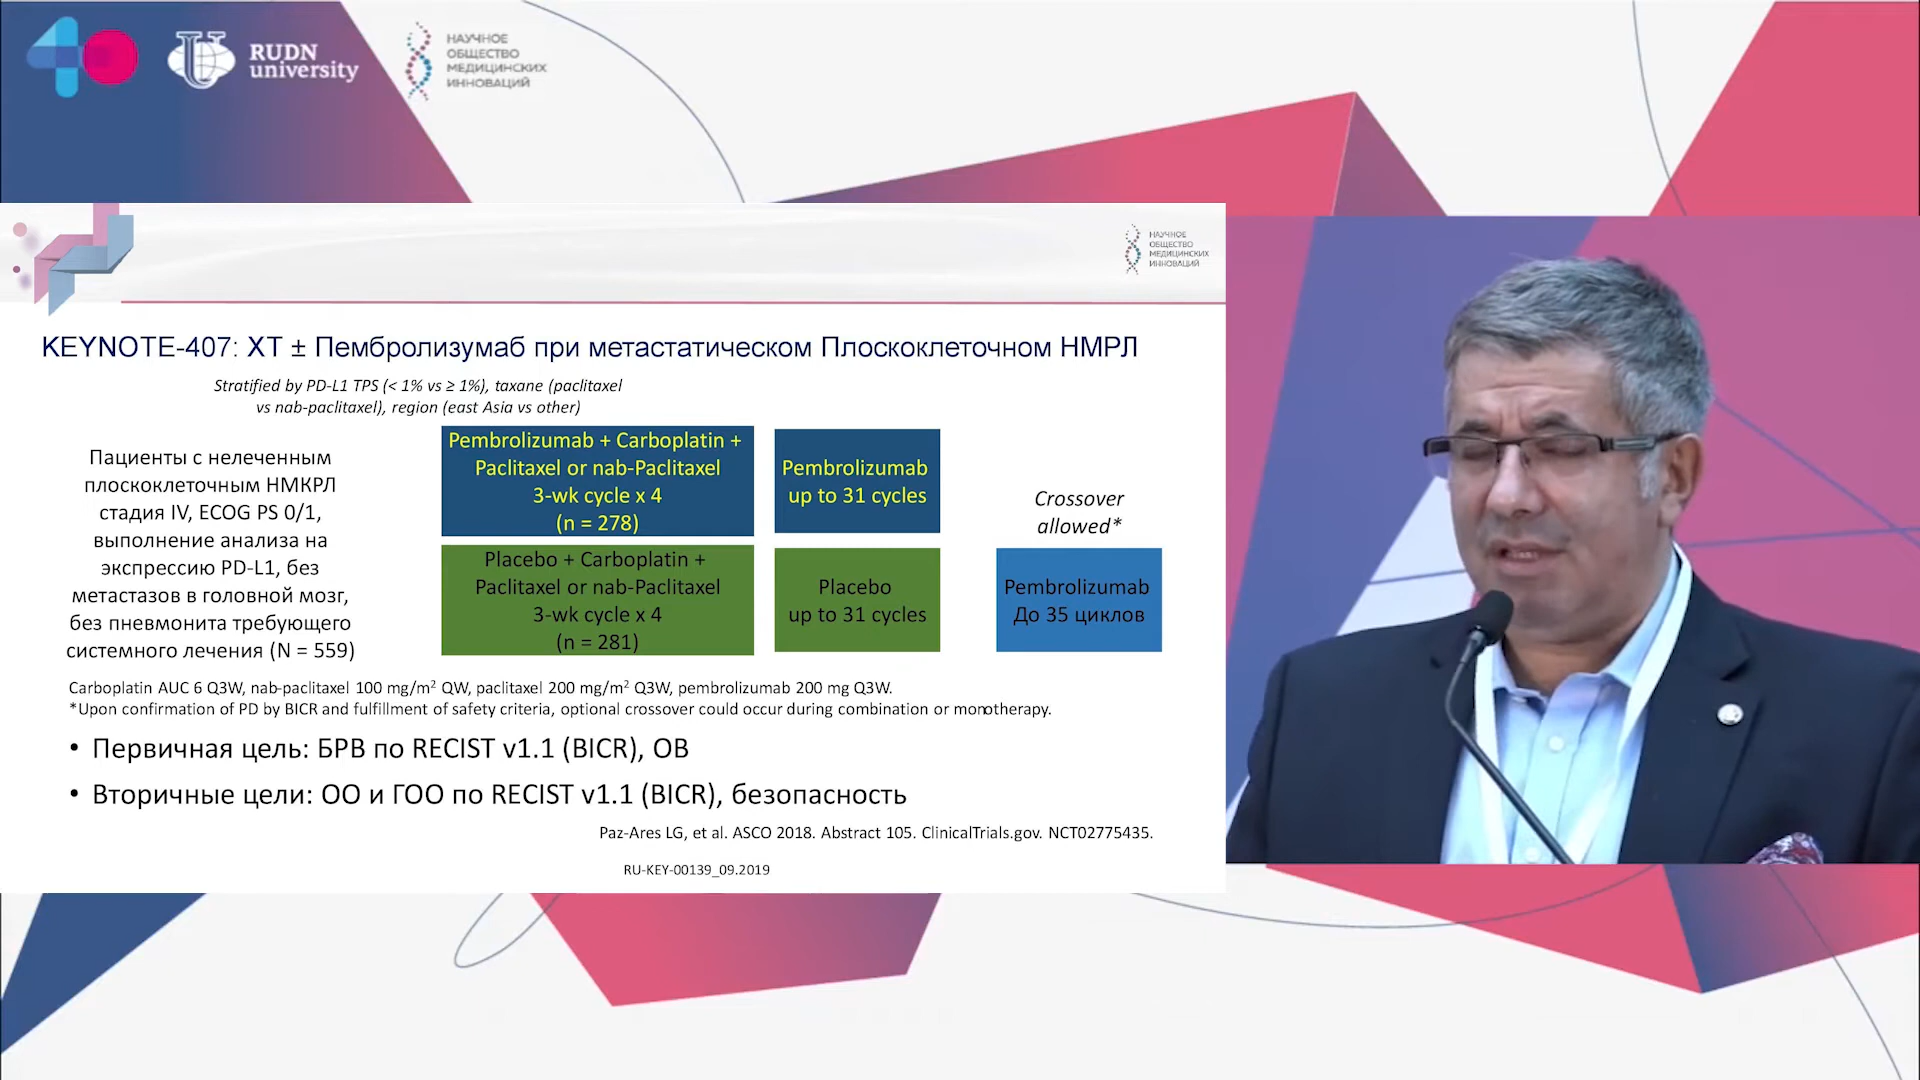 40
RUDN
university
НАУЧНОЕ
ОБЩЕСТВО
МЕДИЦИНСКИХ
ИННОВАЦИЙ
НАУЧНОЕ
ОБЩЕСТВО
МЕДИЦИНСКИХ
ИННОВАЦИЙ
KEYNOTE-407: ХТ ± Пембролизумаб при метастатическом Плоскоклеточном НМРЛ
Stratified by PD-L1 TPS (< 1% vs ≥ 1%), taxane (paclitaxel
vs nab-paclitaxel), region (east Asia vs other)
Пациенты с нелеченным
плоскоклеточным НМКРЛ
стадия IV, ECOG PS 0/1,
выполнение анализа на
экспрессию PD-L1, без
метастазов в головной мозг,
без пневмонита требующего
системного лечения (N = 559)
Pembrolizumab + Carboplatin +
Paclitaxel or nab-Paclitaxel
3-wk cycle x 4
(n = 278)
Pembrolizumab
up to 31 cycles
Placebo + Carboplatin +
Paclitaxel or nab-Paclitaxel
3-wk cycle x 4
(n = 281)
Placebo
up to 31 cycles
Crossover
allowed*
Pembrolizumab
До 35 циклов
Carboplatin AUC 6 Q3W, nab-paclitaxel 100 mg/m² QW, paclitaxel 200 mg/m² Q3W, pembrolizumab 200 mg Q3W.
*Upon confirmation of PD by BICR and fulfillment of safety criteria, optional crossover could occur during combination or monotherapy.
• Первичная цель: БРВ по RECIST v1.1 (BICR), ОВ
• Вторичные цели: ОО и ГОО по RECIST v1.1 (BICR), безопасность
Paz-Ares LG, et al. ASCO 2018. Abstract 105. ClinicalTrials.gov. NCT02775435.
RU-KEY-00139_09.2019